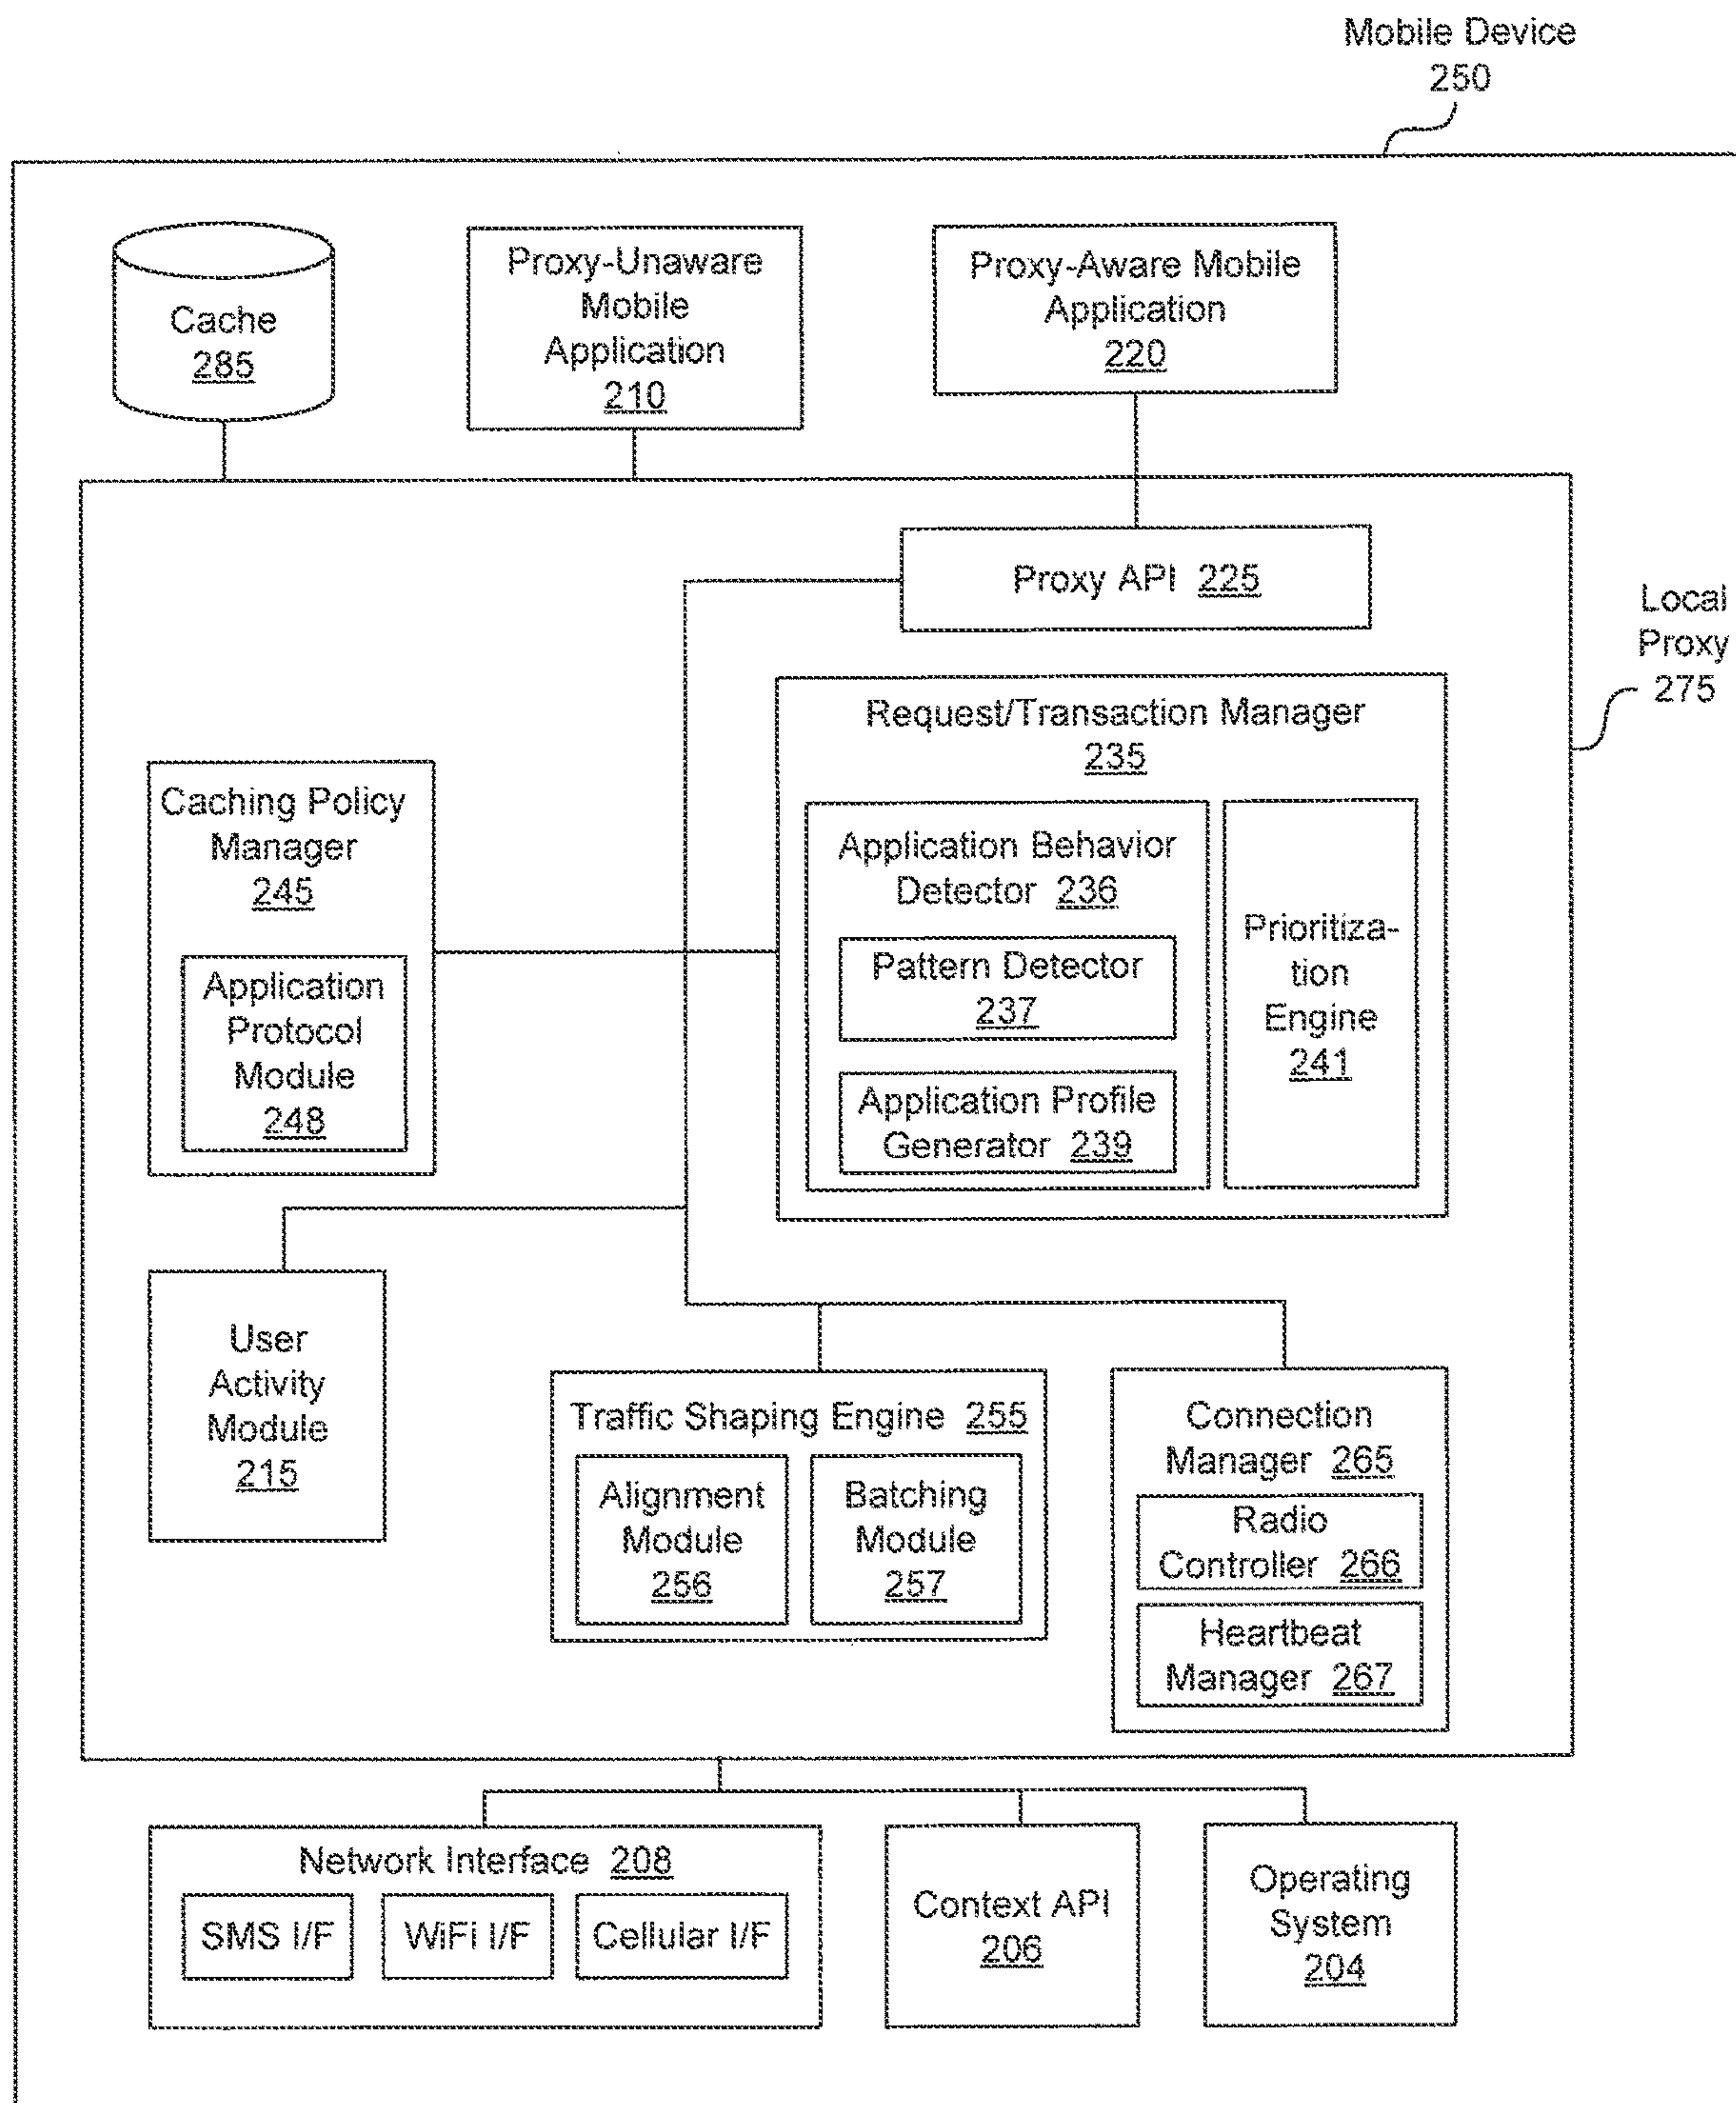 Mobile Device
250
Cache
285
Proxy-Unaware
Mobile
Application
210
Proxy-Aware Mobile
Application
220
Proxy API 225
Local
Proxy
275
Request/Transaction Manager
235
Caching Policy
Manager
245
Application
Protocol
Module
248
Application Behavior
Detector 236
Pattern Detector
237
Application Profile
Generator 239
Prioritiza-
tion
Engine
241
User
Activity
Module
215
Traffic Shaping Engine 255
Alignment
Module
256
Batching
Module
257
Connection
Manager 265
Radio
Controller 266
Heartbeat
Manager 267
Network Interface 208
SMS I/F
WiFi I/F
Cellular I/F
Context API
206
Operating
System
204